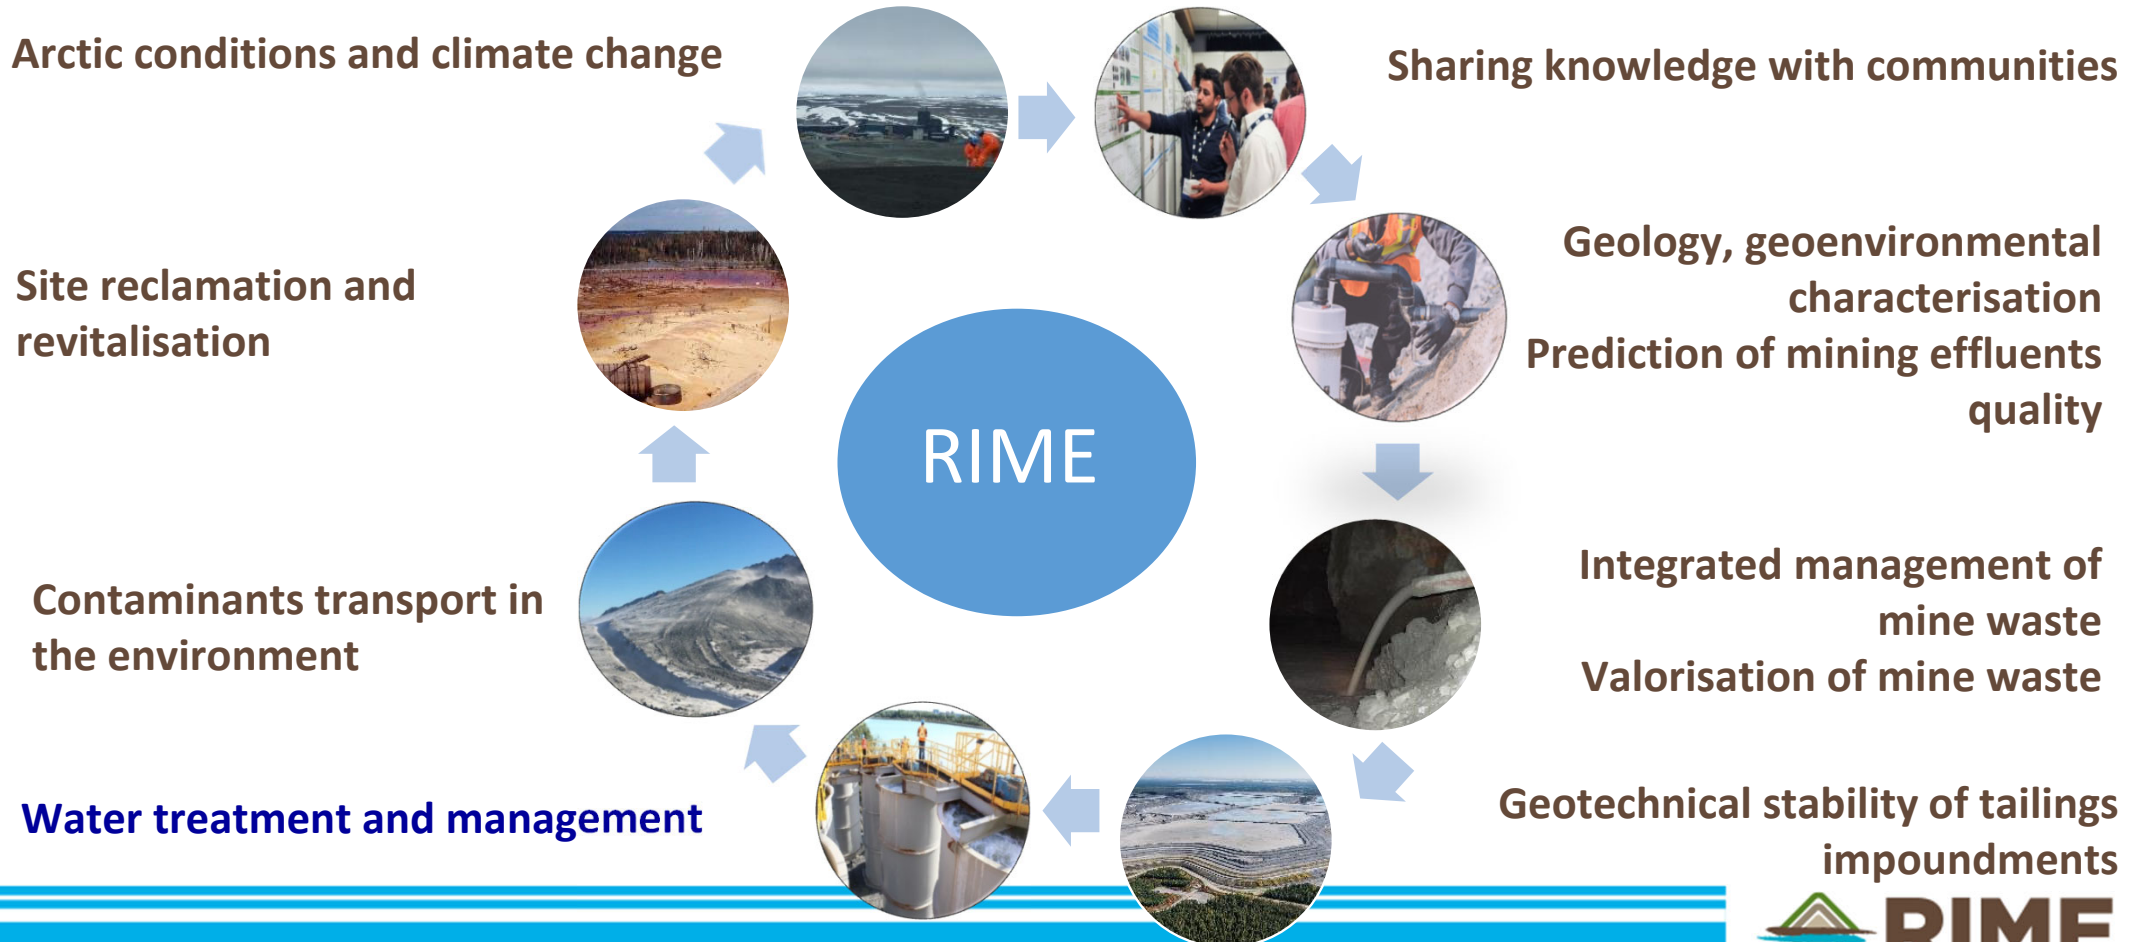 Arctic conditions and climate change
Sharing knowledge with communities
Geology, geoenvironmental
characterisation
Prediction of mining effluents
quality
Site reclamation and
revitalisation
RIME
Integrated management of
mine waste
Valorisation of mine waste
Contaminants transport in
the environment
Water treatment and management
Geotechnical stability of tailings
impoundments
RIME